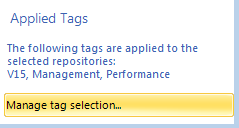 Applied Tags
The following tags are applied to the
selected repositories:
V15, Management, Performance
Manage tag selection...